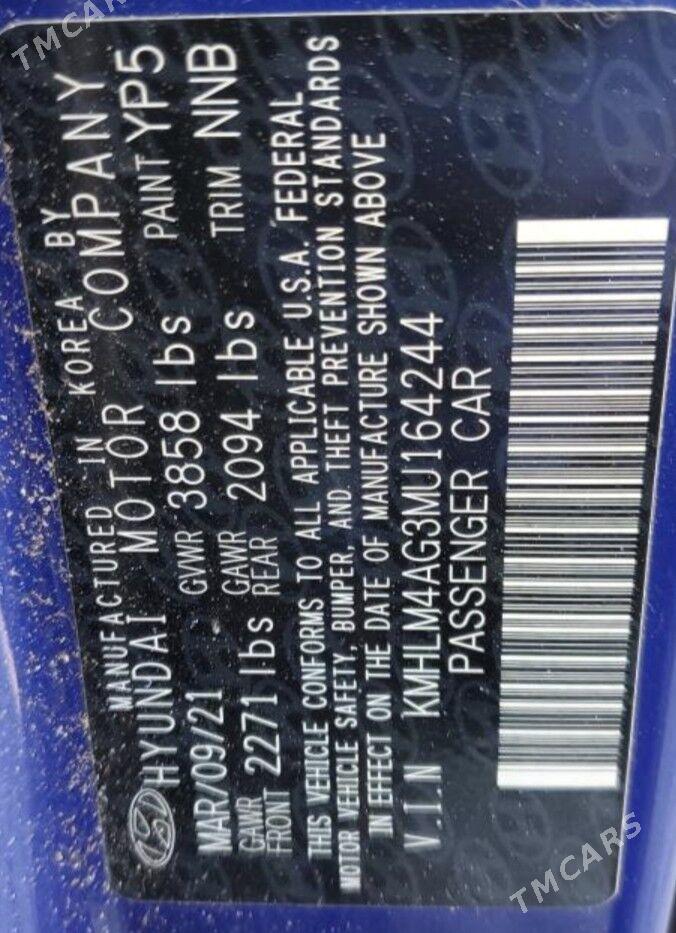 TMCARS
MANUFACTURED IN KOREA BY
HYUNDAI MOTOR COMPANY
MAR/09/21 GVWR 3858 lbs PAINT YP5
GAWR FRONT 2271 lbs GAWR REAR 2094 lbs TRIM NNB
THIS VEHICLE CONFORMS TO ALL APPLICABLE U.S.A. FEDERAL
MOTOR VEHICLE SAFETY, BUMPER, AND THEFT PREVENTION STANDARDS
IN EFFECT ON THE DATE OF MANUFACTURE SHOWN ABOVE
V.I.N KMHLM4AG3MU164244
PASSENGER CAR
TMCARS